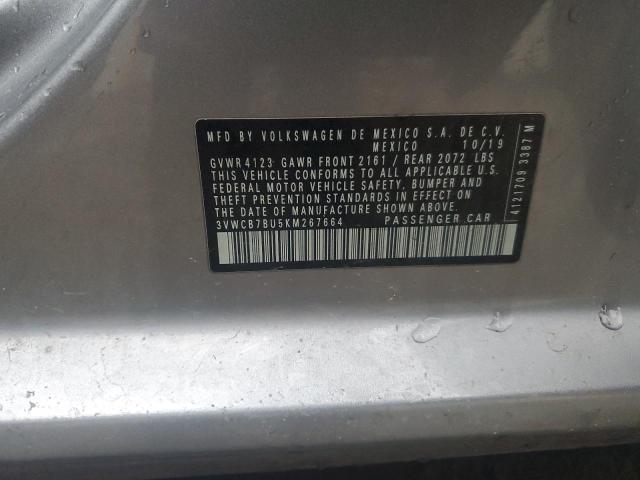 MFD BY VOLKSWAGEN DE MEXICO S.A. DE C.V.
MEXICO 10/19
GVWR 4123 GAWR FRONT 2161 / REAR 2072 LBS
THIS VEHICLE CONFORMS TO ALL APPLICABLE U.S.
FEDERAL MOTOR VEHICLE SAFETY, BUMPER AND
THEFT PREVENTION STANDARDS IN EFFECT ON THE
DATE OF MANUFACTURE SHOWN ABOVE.
3VWCB7BU5KM267664 PASSENGER CAR
4121709 3387 M